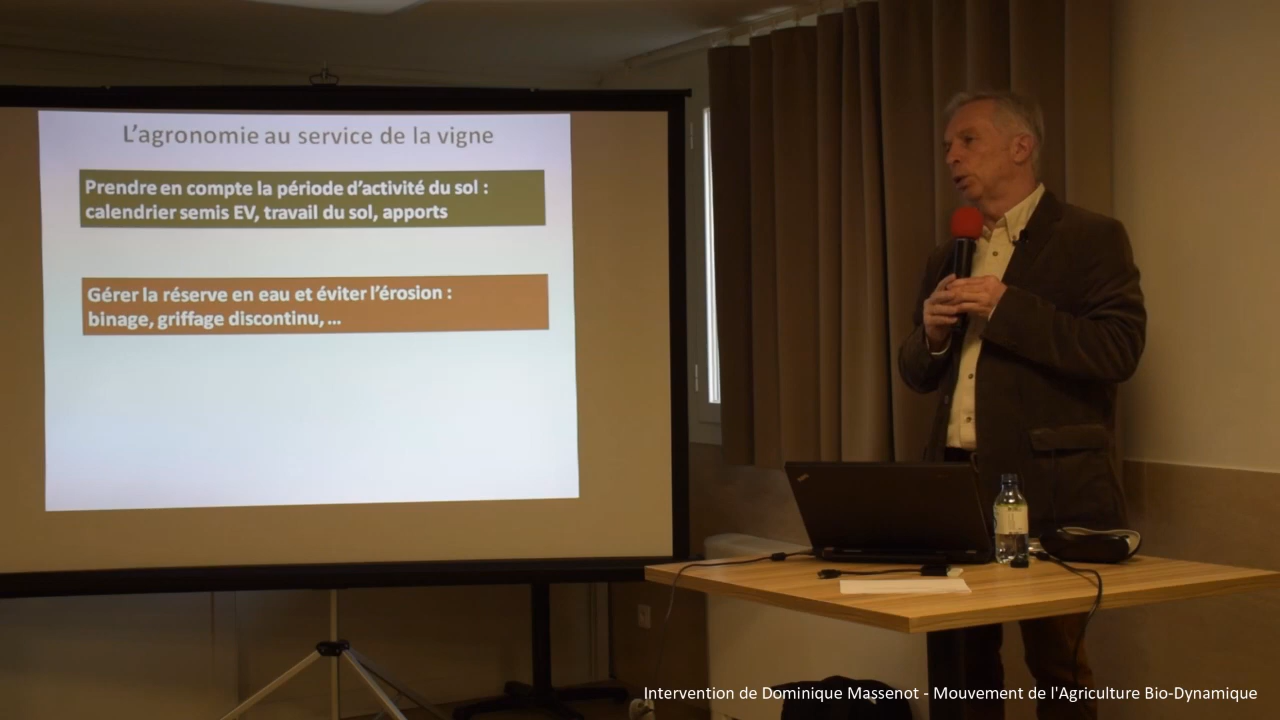 L'agronomie au service de la vigne
Prendre en compte la période d'activité du sol :
calendrier semis EV, travail du sol, apports
Gérer la réserve en eau et éviter l'érosion :
binage, griffage discontinu, ...
Intervention de Dominique Massenot - Mouvement de l'Agriculture Bio-Dynamique